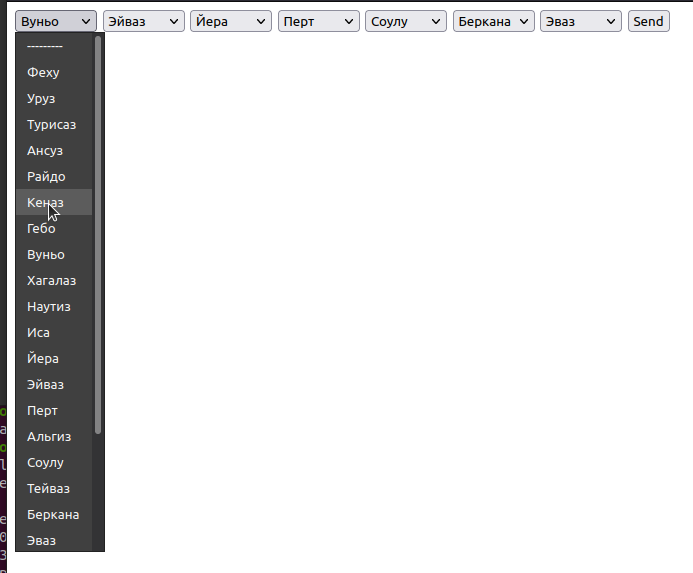 Вуньо Эйваз Йера Перт Соулу Беркана Эваз Send
---------
Феху
Уруз
Турисаз
Ансуз
Райдо
Кеназ
Гебо
Вуньо
Хагалаз
Наутиз
Иса
Йера
Эйваз
Перт
Альгиз
Соулу
Тейваз
Беркана
Эваз